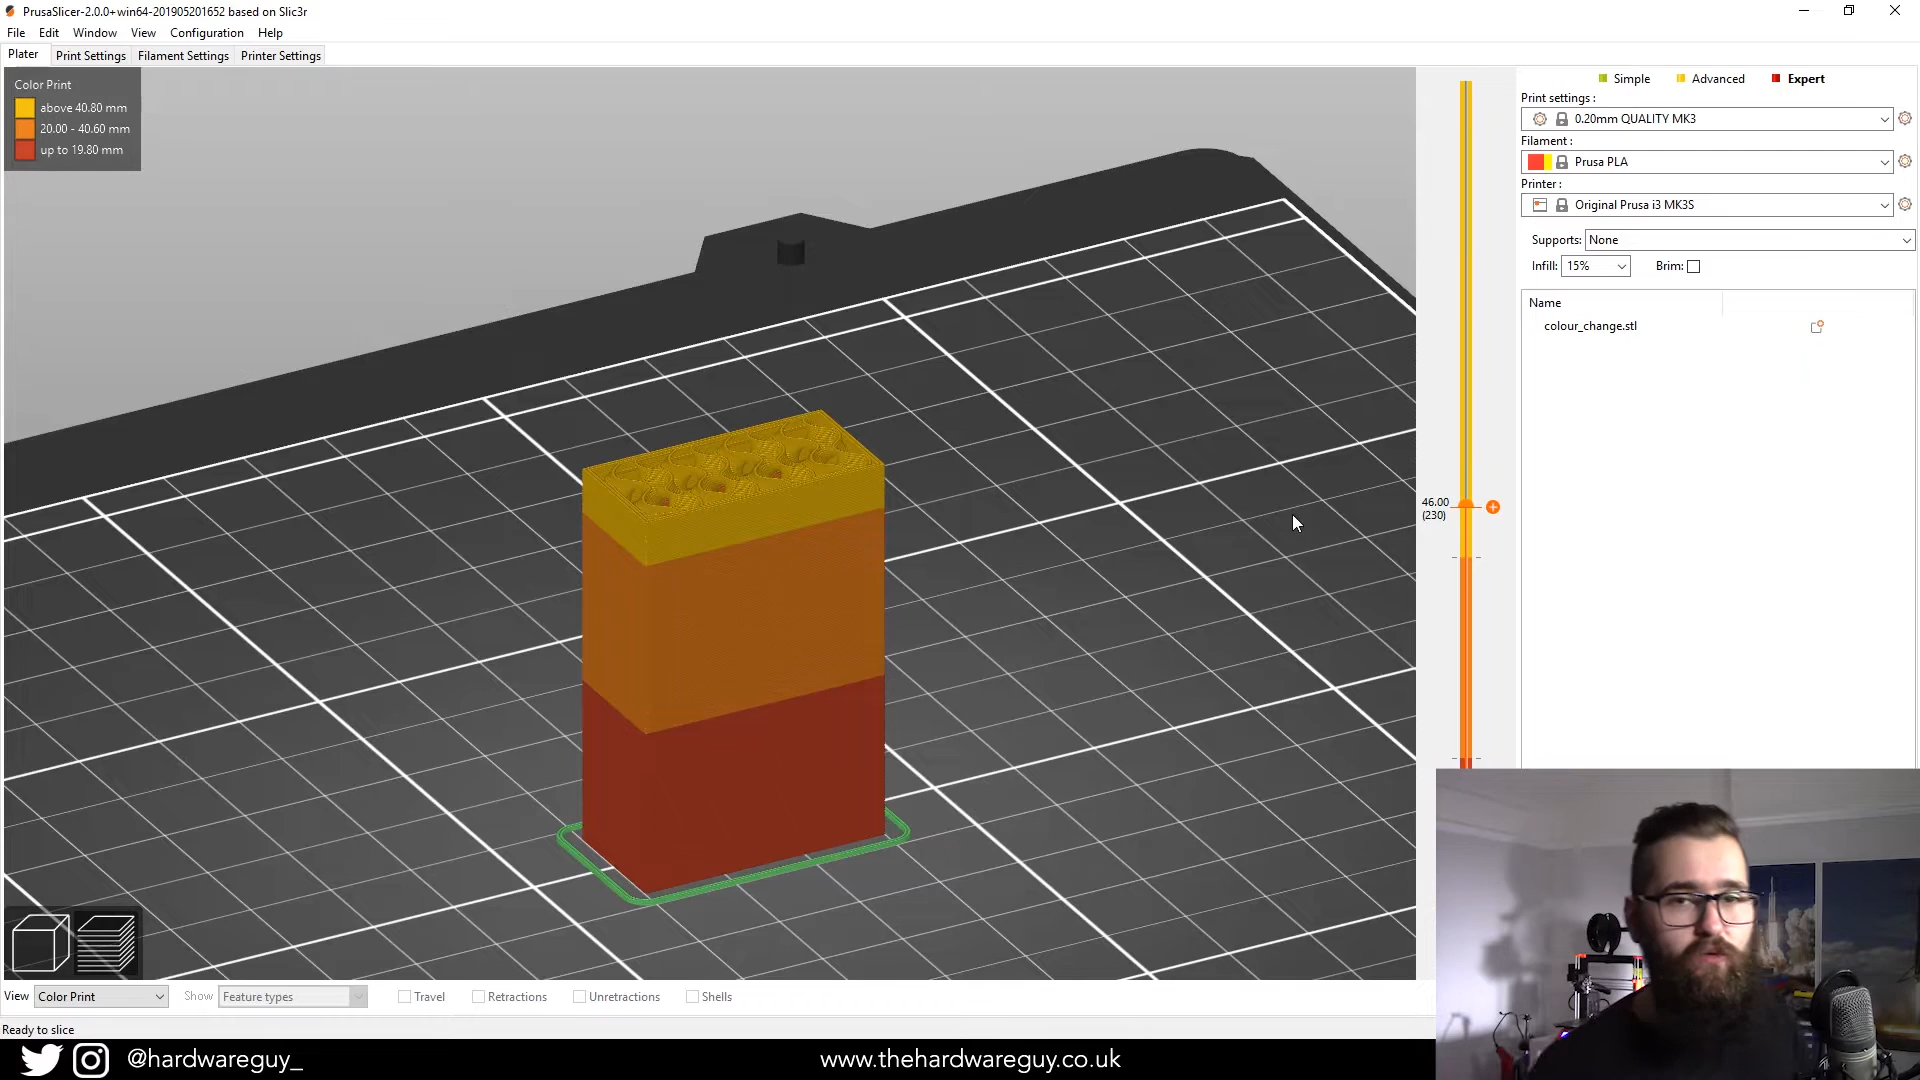 PrusaSlicer-2.0.0+win64-201905201652 based on Slic3r
File Edit Window View Configuration Help
Plater Print Settings Filament Settings Printer Settings
Color Print
above 40.80 mm
20.00 - 40.60 mm
up to 19.80 mm
46.00
(230)
Simple Advanced Expert
Print settings :
0.20mm QUALITY MK3
Filament :
Prusa PLA
Printer :
Original Prusa i3 MK3S
Supports: None
Infill: 15% Brim:
Name
colour_change.stl
View Color Print Show Feature types Travel Retractions Unretractions Shells
Ready to slice
@hardwareguy_ www.thehardwareguy.co.uk